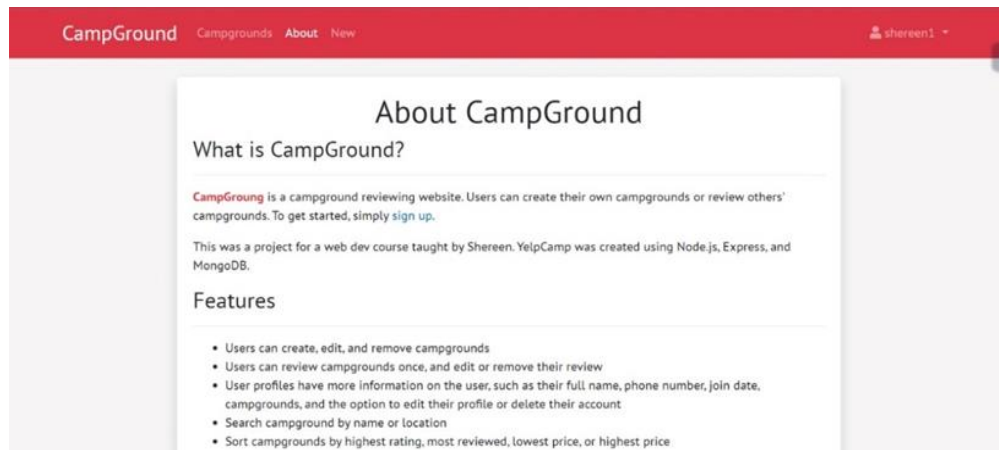 CampGround Campgrounds About New shereen1
About CampGround
What is CampGround?
CampGroung is a campground reviewing website. Users can create their own campgrounds or review others'
campgrounds. To get started, simply sign up.
This was a project for a web dev course taught by Shereen. YelpCamp was created using Node.js, Express, and
MongoDB.
Features
• Users can create, edit, and remove campgrounds
• Users can review campgrounds once, and edit or remove their review
• User profiles have more information on the user, such as their full name, phone number, join date,
campgrounds, and the option to edit their profile or delete their account
• Search campground by name or location
• Sort campgrounds by highest rating, most reviewed, lowest price, or highest price